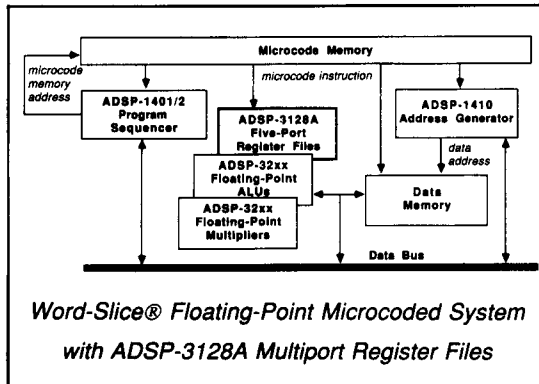 Microcode Memory
microcode
memory
address
microcode instruction
ADSP-1401/2
Program
Sequencer
ADSP-3128A
Five-Port
Register Files
ADSP-1410
Address Generator
ADSP-32xx
Floating-Point
ALUs
data
address
ADSP-32xx
Floating-Point
Multipliers
Data
Memory
Data Bus
Word-Slice® Floating-Point Microcoded System
with ADSP-3128A Multiport Register Files